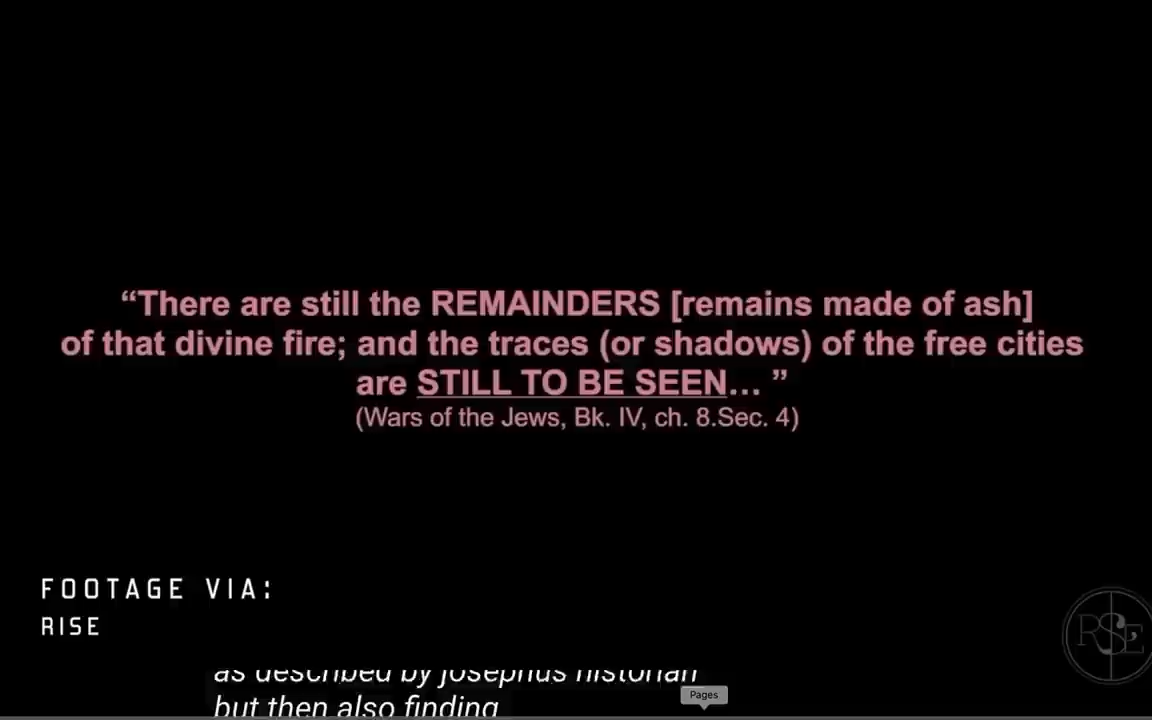 “There are still the REMAINDERS [remains made of ash]
of that divine fire; and the traces (or shadows) of the free cities
are STILL TO BE SEEN... ”
(Wars of the Jews, Bk. IV, ch. 8.Sec. 4)
FOOTAGE VIA:
RISE
RSE
as described by josephus historian
but then also finding
Pages